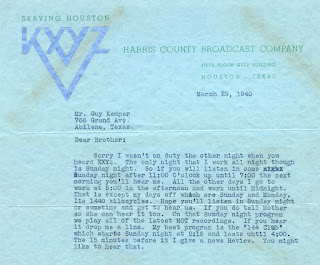 SERVING HOUSTON
KXYZ
HARRIS COUNTY BROADCAST COMPANY
FIFTH FLOOR GULF BUILDING
HOUSTON, TEXAS
March 29, 1940
Mr. Guy Kemper
766 Grand Ave.
Abilene, Texas.
Dear Brother:
Sorry I wasn't on duty the other night when you
heard KXYZ. The only night that I work all night though
is Sunday night. So if you will listen in some
Sunday night after 11:00 O'clock up until 7:00 the next
morning you'll hear me. All the other days I go to
work at 5:00 in the afternoon and work until Midnight.
That is except my days off which are Sunday and Monday.
Its 1440 kilocycles. Hope you'll listen in Sunday night
or sometime and get to hear us. If you do tell Mother
so she can hear it too. On that Sunday night program
we play all of the latest HOT recordings. If you hear
it drop me a line. My best program is the "144 Club"
which starts Sunday night at 2:15 and lasts until 4:00.
The 15 minutes before it I give a news Review. You might
like to hear that.